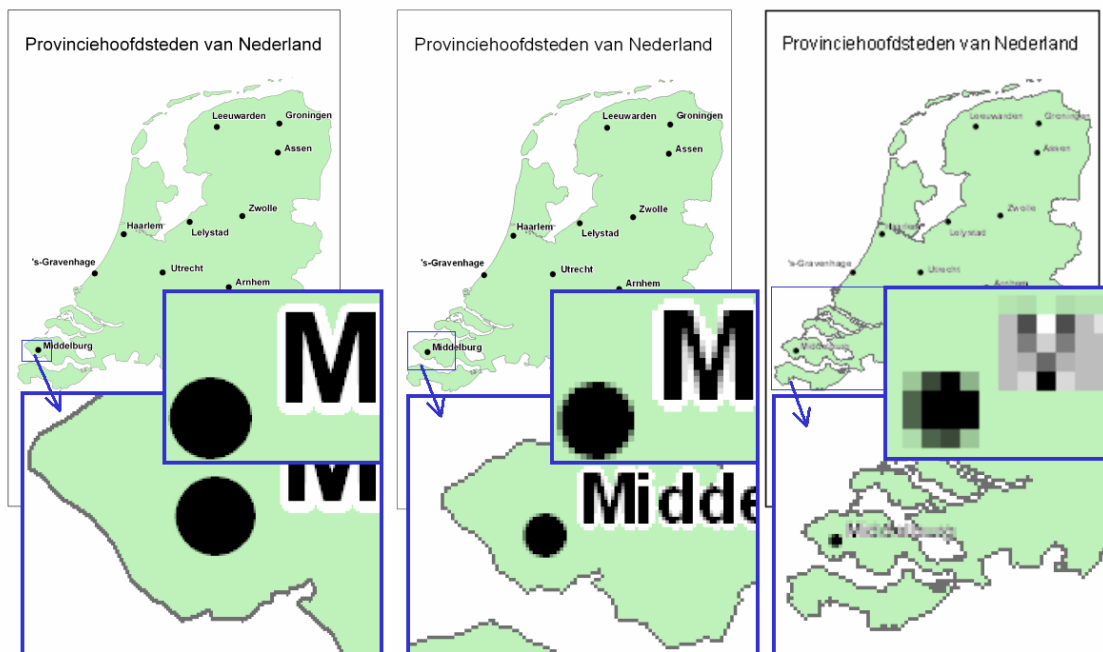 Provinciehoofdsteden van Nederland
Leeuwarden
Groningen
Assen
Zwolle
Haarlem
Lelystad
's-Gravenhage
Utrecht
Arnhem
Middelburg
M
M
Provinciehoofdsteden van Nederland
Leeuwarden
Groningen
Assen
Zwolle
Haarlem
Lelystad
's-Gravenhage
Utrecht
Arnhem
Middelburg
M
Midde
Provinciehoofdsteden van Nederland
Leeuwarden
Groningen
Assen
Zwolle
Haarlem
Lelystad
's-Gravenhage
Utrecht
Middelburg
Middelburg